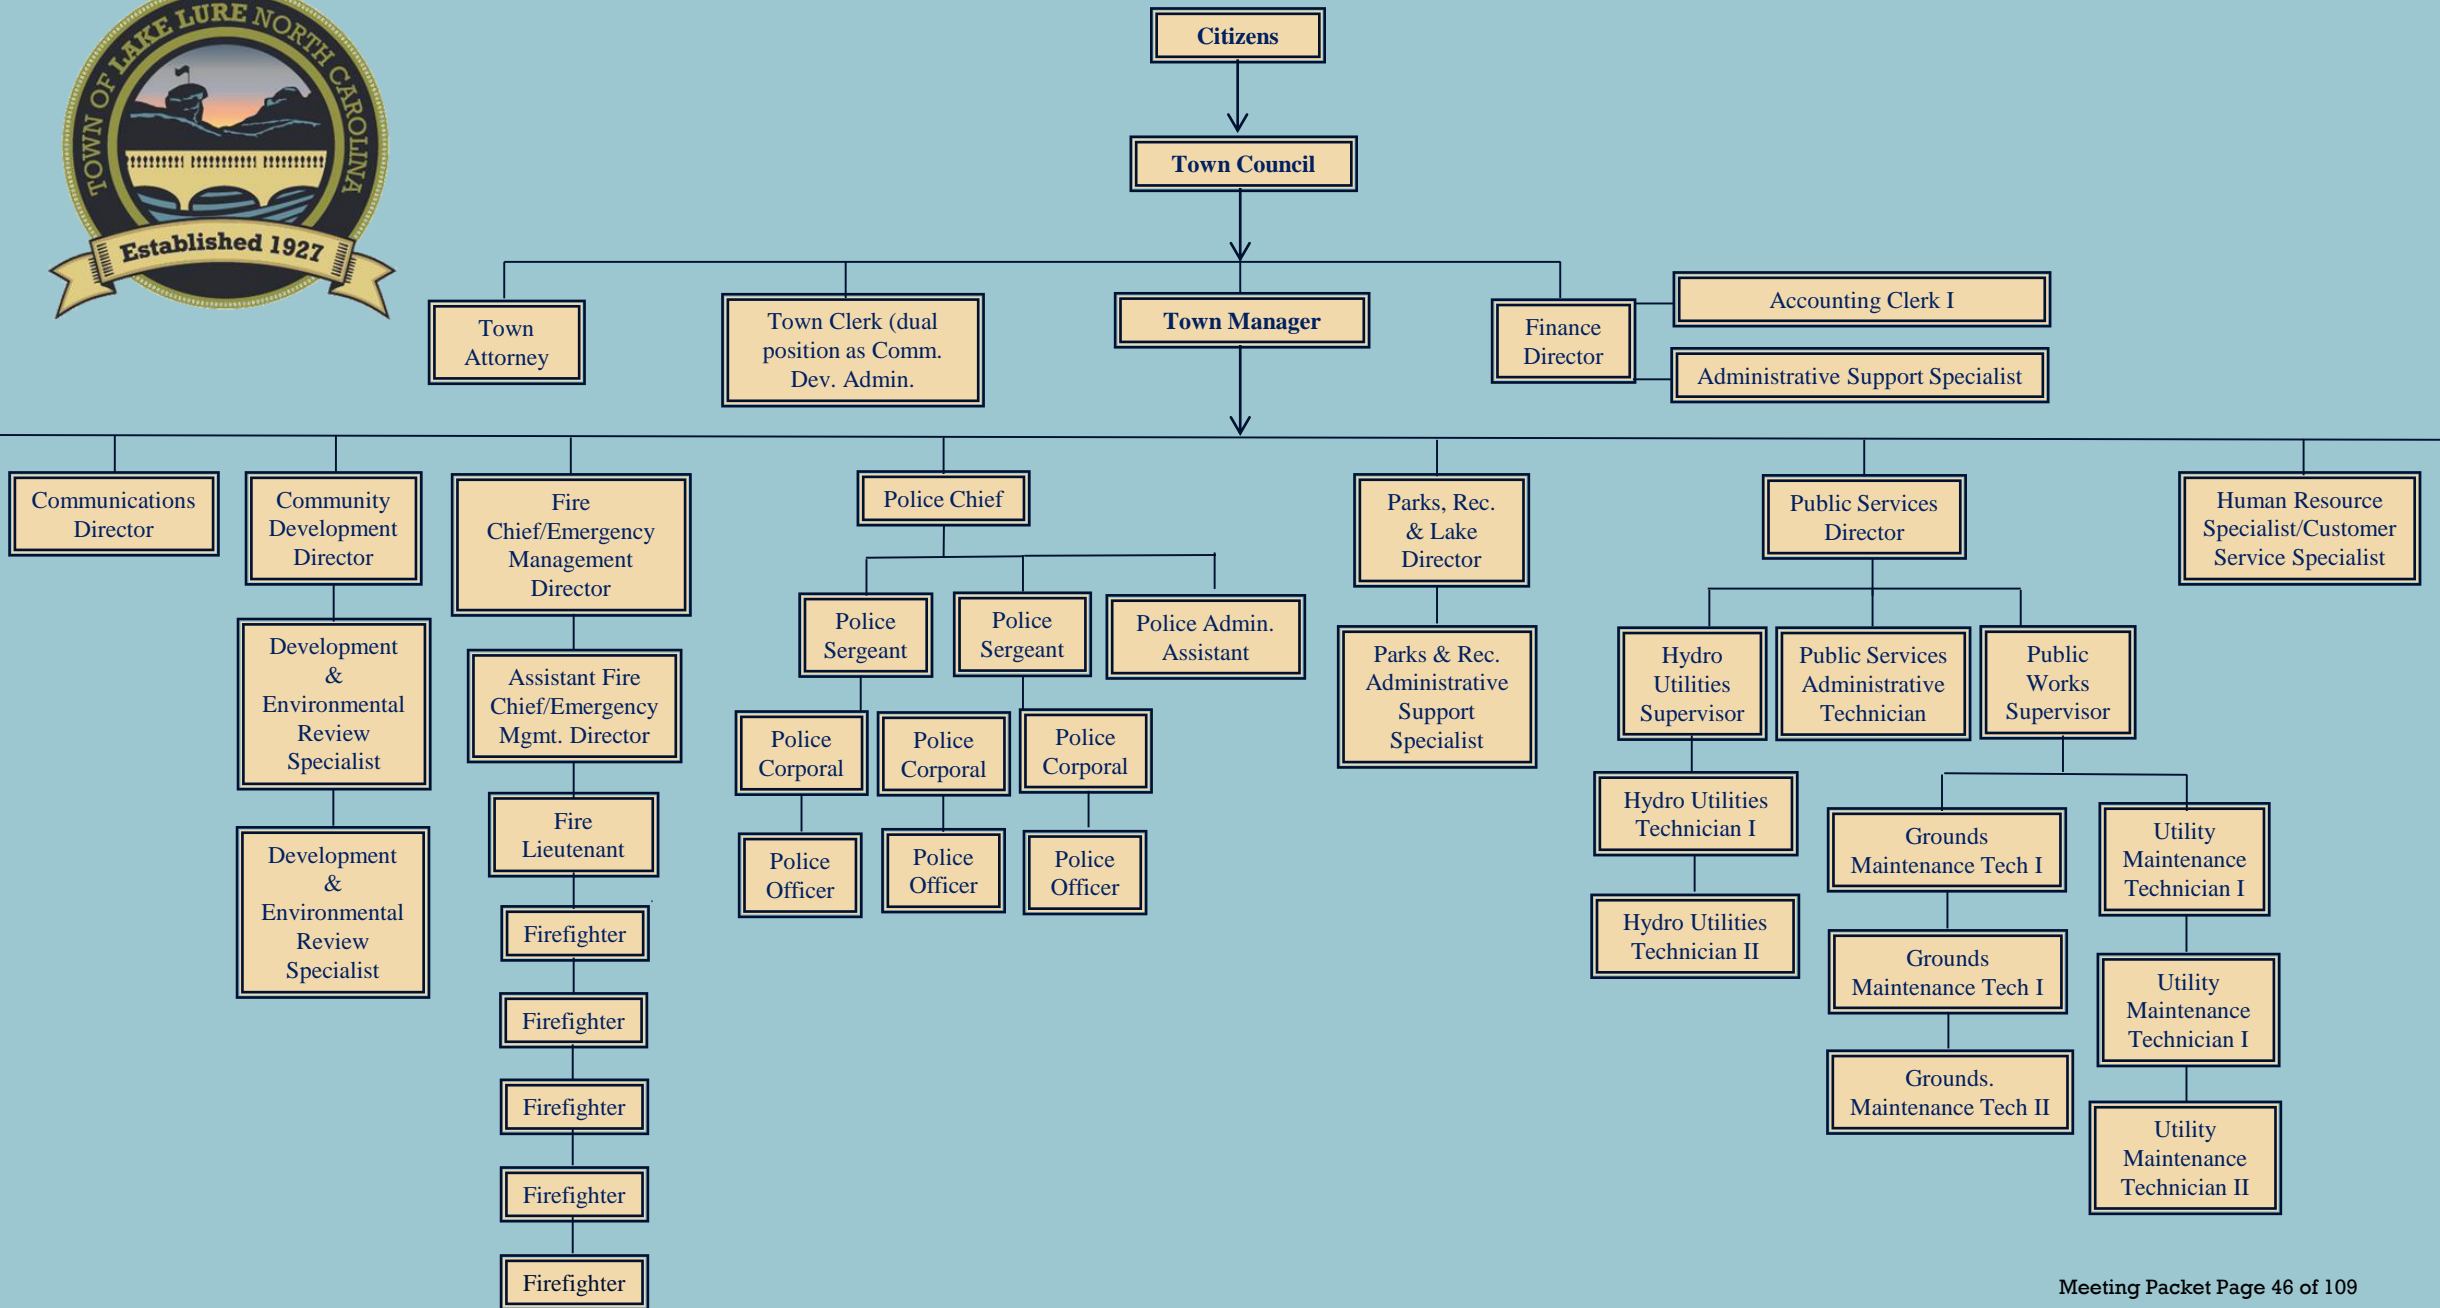 TOWN OF LAKE LURE NORTH CAROLINA
Established 1927
Citizens
Town Council
Town
Attorney
Town Clerk (dual
position as Comm.
Dev. Admin.
Town Manager
Finance
Director
Accounting Clerk I
Administrative Support Specialist
Communications
Director
Community
Development
Director
Development
&
Environmental
Review
Specialist
Development
&
Environmental
Review
Specialist
Fire
Chief/Emergency
Management
Director
Assistant Fire
Chief/Emergency
Mgmt. Director
Fire
Lieutenant
Firefighter
Firefighter
Firefighter
Firefighter
Firefighter
Police Chief
Police
Sergeant
Police
Sergeant
Police Admin.
Assistant
Police
Corporal
Police
Corporal
Police
Corporal
Police
Officer
Police
Officer
Police
Officer
Parks, Rec.
& Lake
Director
Parks & Rec.
Administrative
Support
Specialist
Public Services
Director
Hydro
Utilities
Supervisor
Public Services
Administrative
Technician
Public
Works
Supervisor
Hydro Utilities
Technician I
Hydro Utilities
Technician II
Grounds
Maintenance Tech I
Grounds
Maintenance Tech I
Grounds.
Maintenance Tech II
Utility
Maintenance
Technician I
Utility
Maintenance
Technician I
Utility
Maintenance
Technician II
Human Resource
Specialist/Customer
Service Specialist
Meeting Packet Page 46 of 109